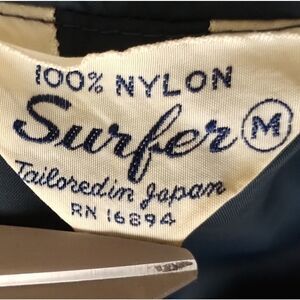 100% NYLON
Surfer M
Tailored in Japan
RN 16894